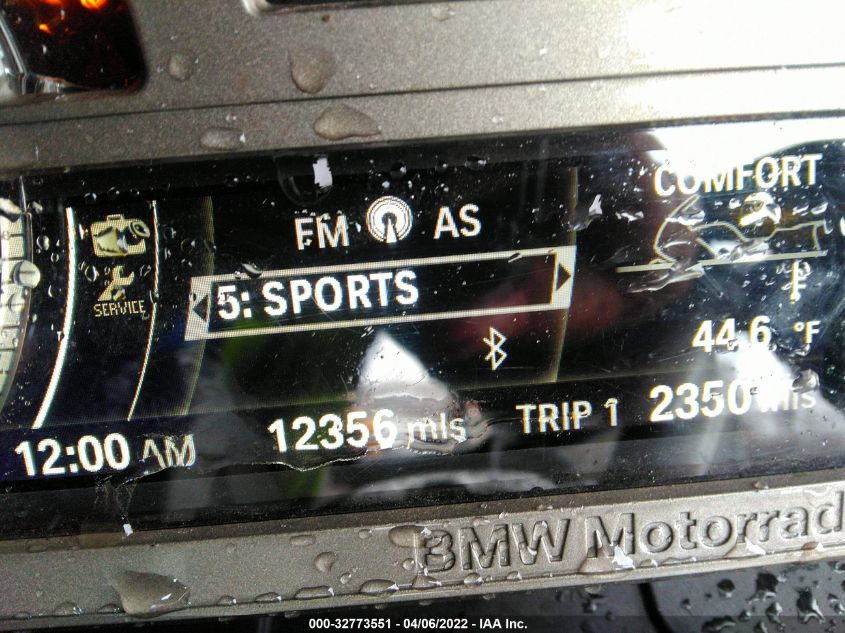 COMFORT
FM AS
5: SPORTS
SERVICE
44.6 °F
12:00 AM 12356 mls TRIP 1 2350 mls
BMW Motorrad
000-32773551 - 04/06/2022 - IAA Inc.